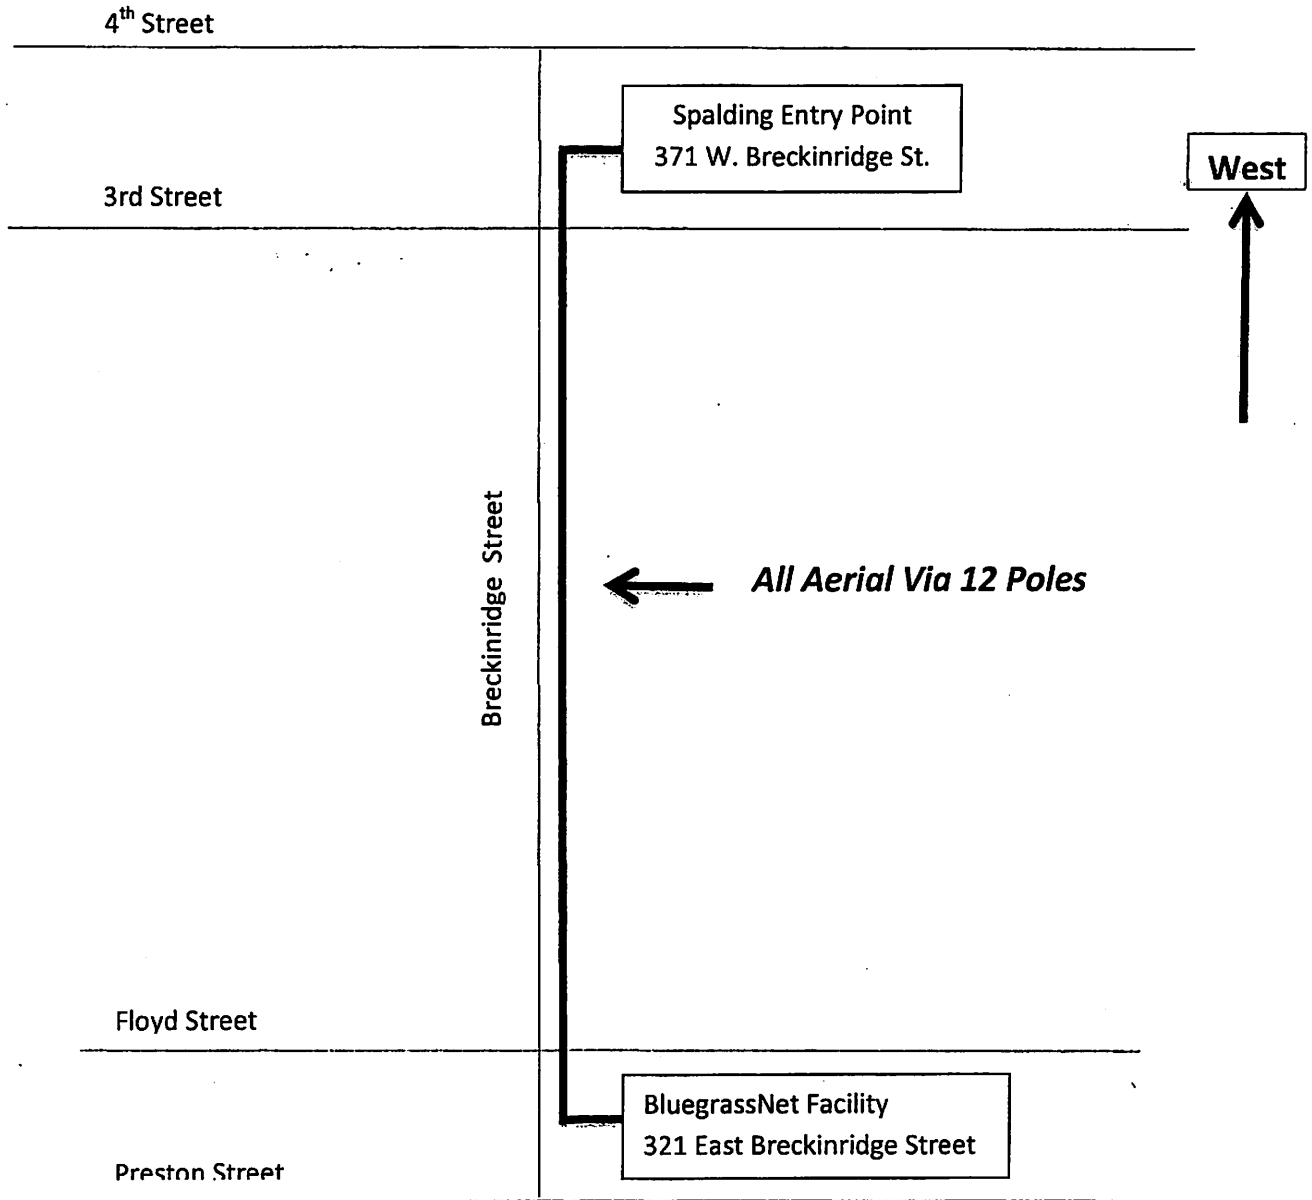 4th Street
Spalding Entry Point
371 W. Breckinridge St.
West
3rd Street
Breckinridge Street
All Aerial Via 12 Poles
Floyd Street
BluegrassNet Facility
321 East Breckinridge Street
Preston Street